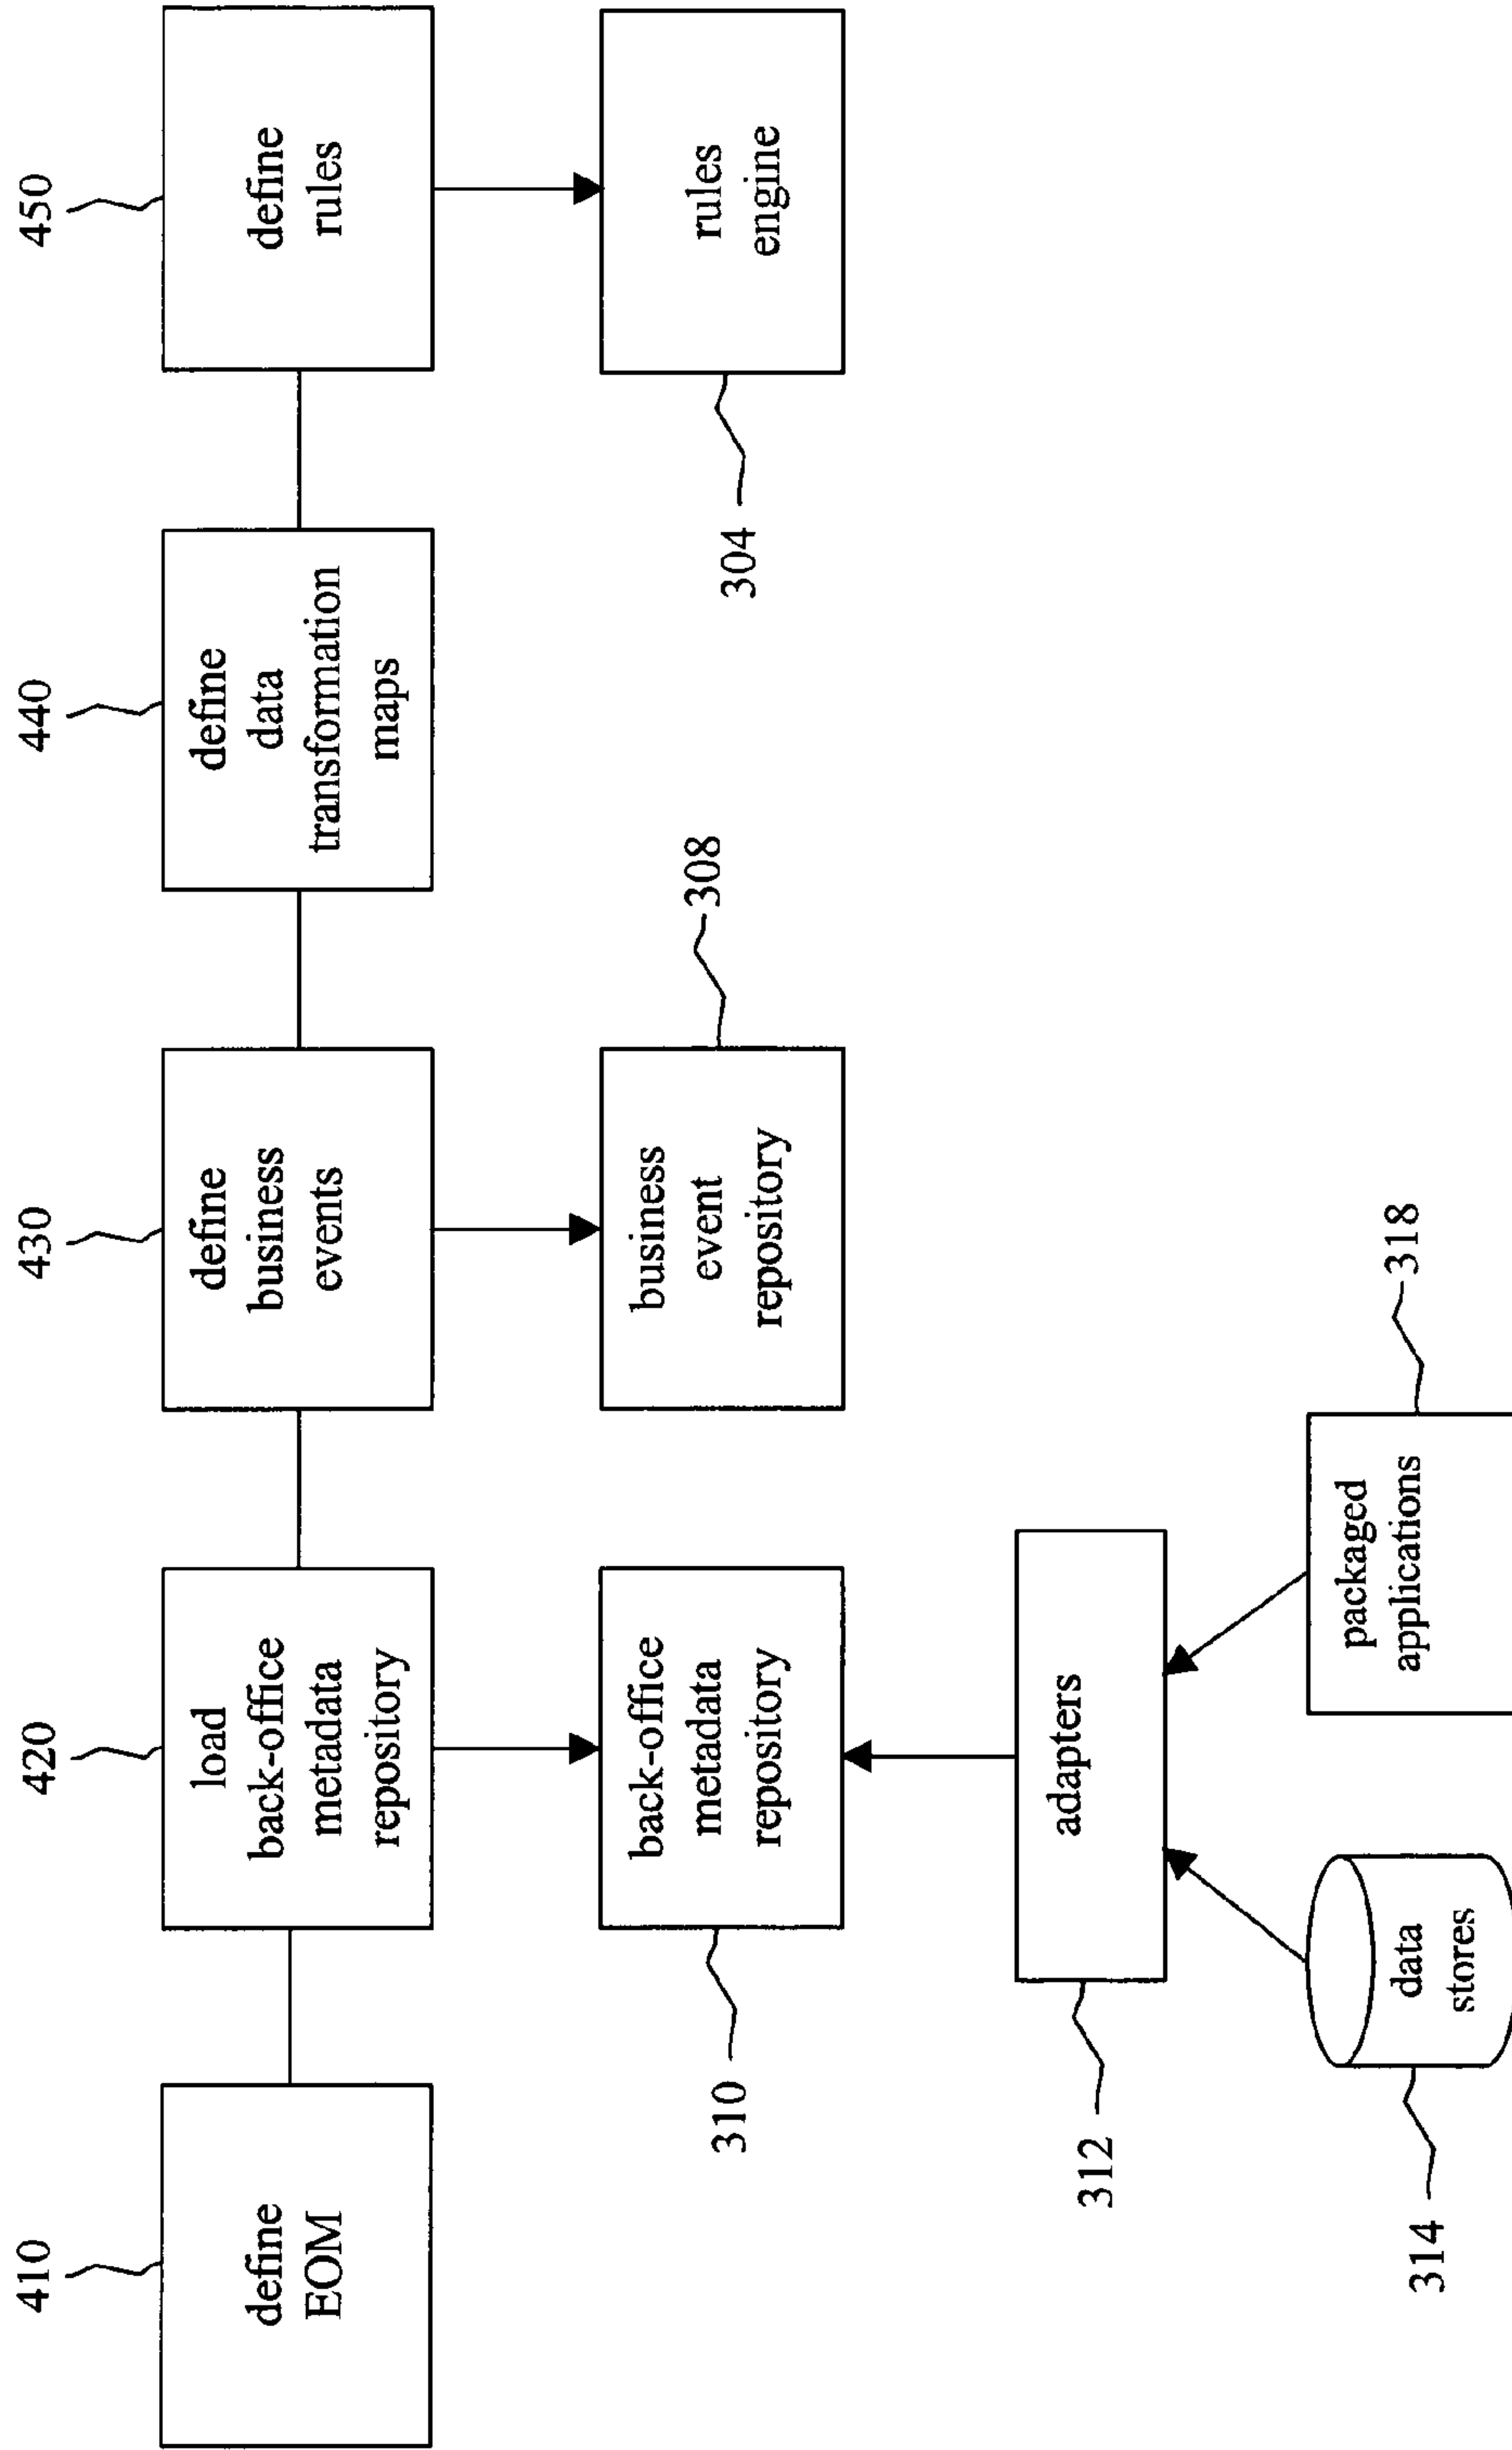 410
420
430
440
450
define
EOM
load
back-office
metadata
repository
define
business
events
define
data
transformation
maps
define
rules
310
back-office
metadata
repository
business
event
repository
308
304
rules
engine
312
adapters
314
data
stores
packaged
applications
318